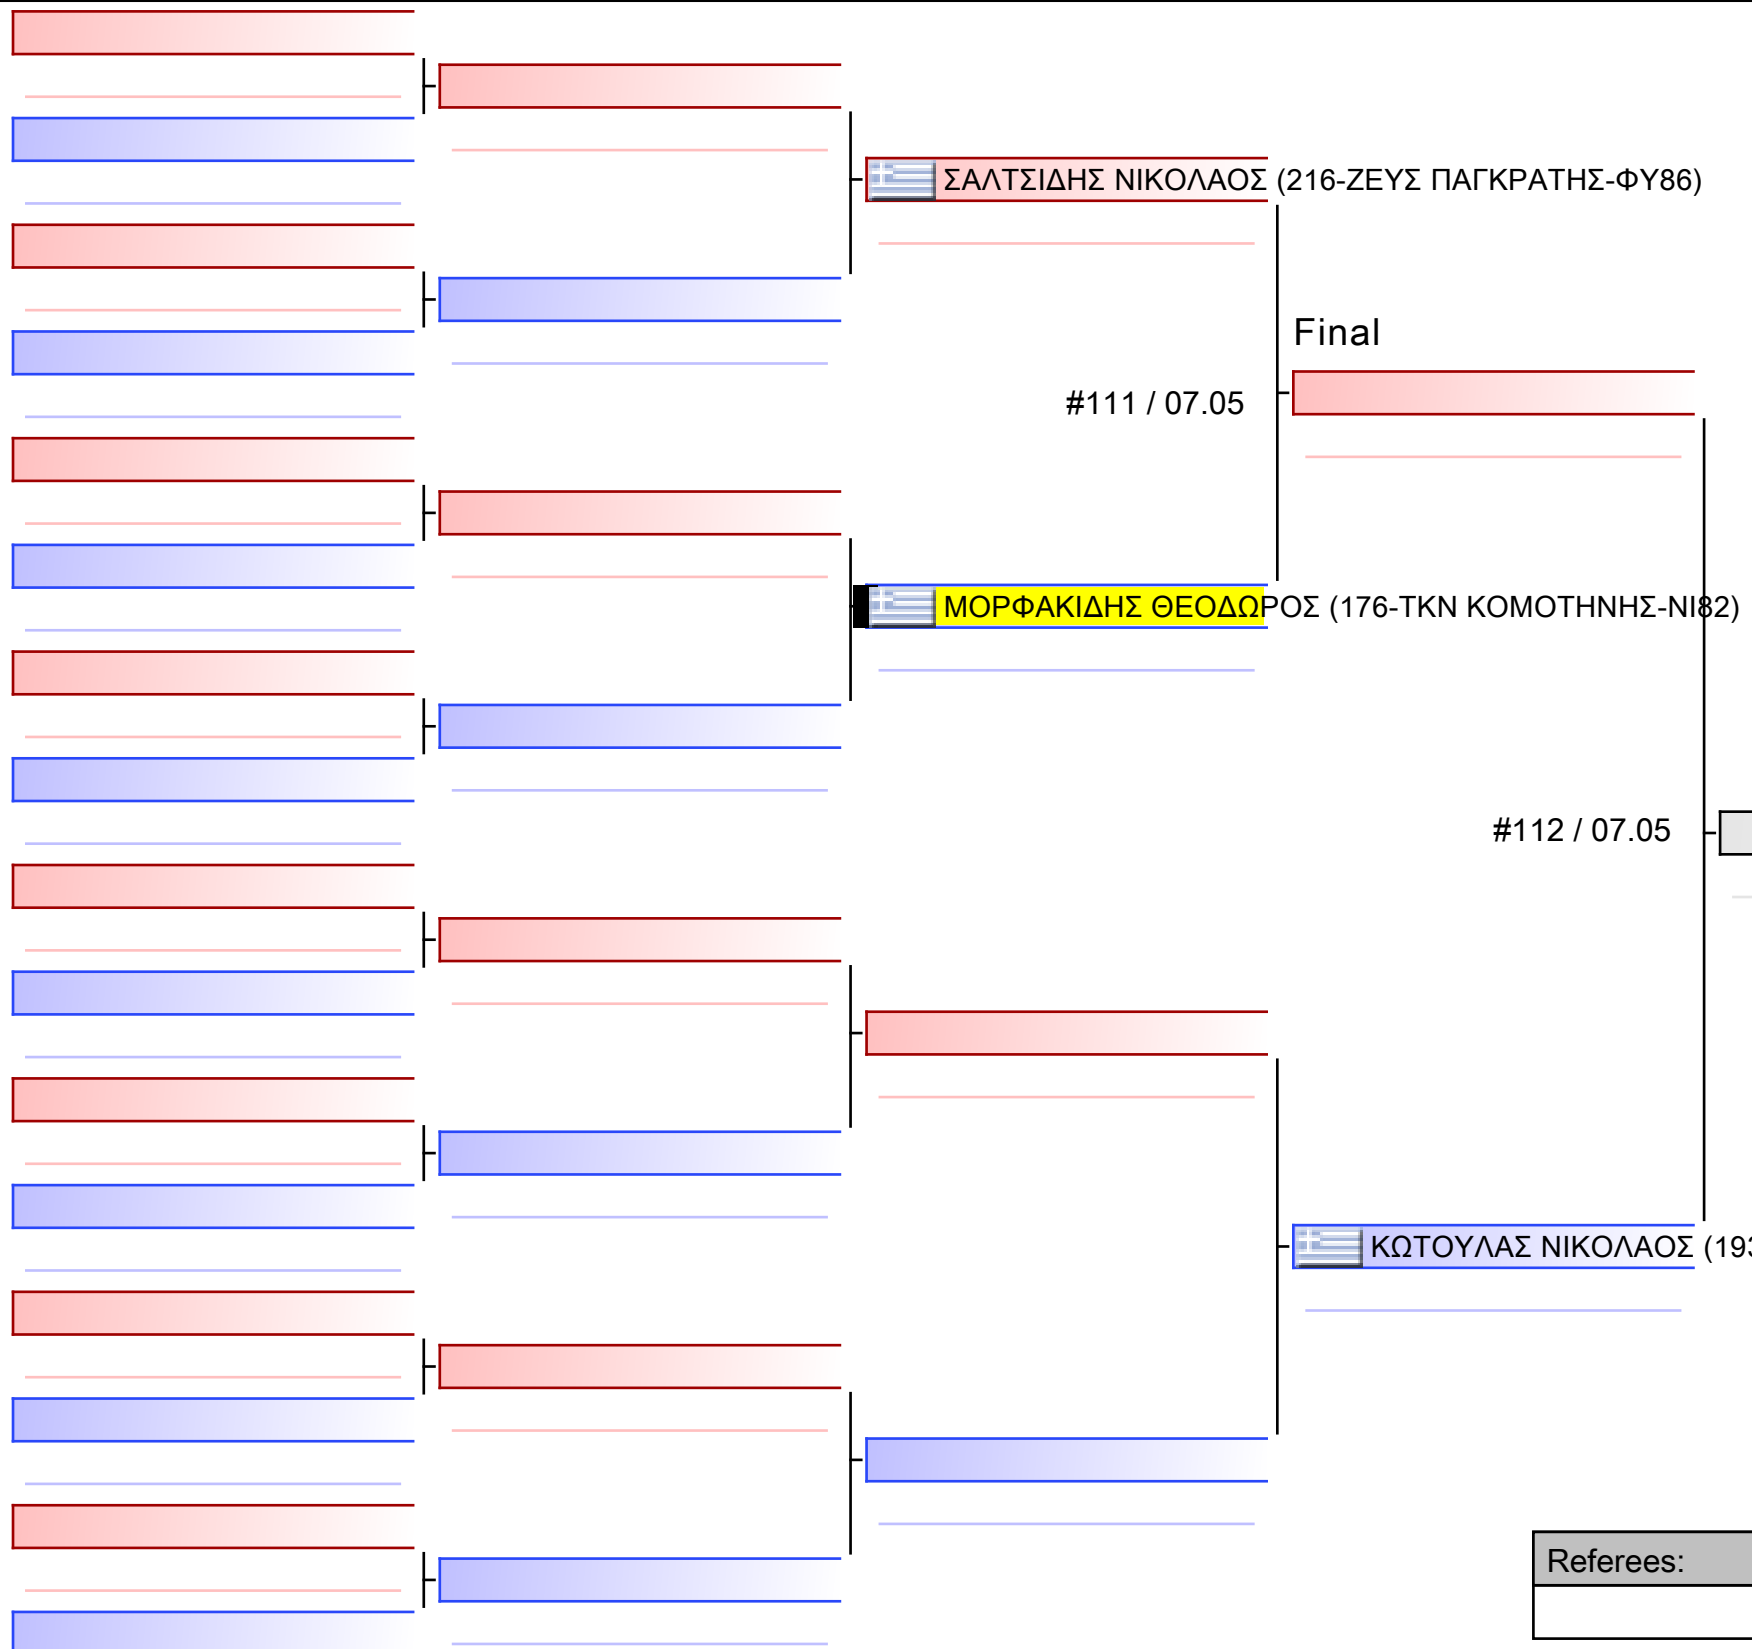 ΣΑΛΤΣΙΔΗΣ ΝΙΚΟΛΑΟΣ (216-ΖΕΥΣ ΠΑΓΚΡΑΤΗΣ-ΦΥ86)
Final
#111 / 07.05
ΜΟΡΦΑΚΙΔΗΣ ΘΕΟΔΩΡΟΣ (176-ΤΚΝ ΚΟΜΟΤΗΝΗΣ-ΝΙ82)
#112 / 07.05
ΚΩΤΟΥΛΑΣ ΝΙΚΟΛΑΟΣ (193
Referees: